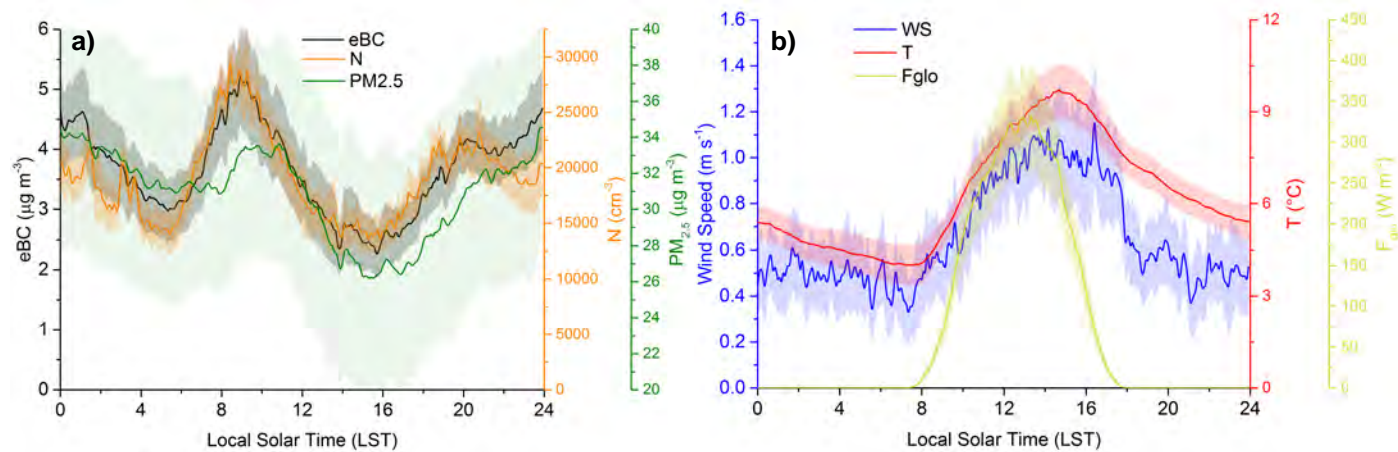 a)
eBC
N
PM2.5
6
5
4
3
2
1
0
eBC (µg m⁻³)
30000
25000
20000
15000
10000
5000
0
N (cm⁻³)
40
38
36
34
32
30
28
26
24
22
20
PM₂.₅ (µg m⁻³)
0 4 8 12 16 20 24
Local Solar Time (LST)
b)
WS
T
Fglo
1.6
1.4
1.2
1.0
0.8
0.6
0.4
0.2
0.0
Wind Speed (m s⁻¹)
12
9
6
3
0
T (°C)
450
400
350
300
250
200
150
100
50
0
(W m⁻²)
0 4 8 12 16 20 24
Local Solar Time (LST)